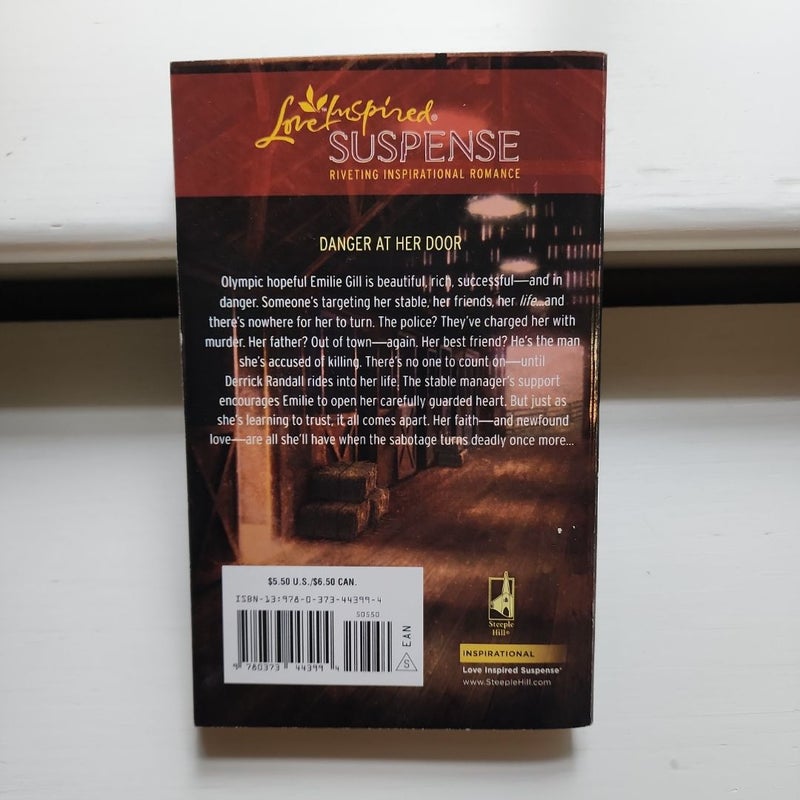 Love Inspired®
SUSPENSE
RIVETING INSPIRATIONAL ROMANCE
DANGER AT HER DOOR
Olympic hopeful Emilie Gill is beautiful, rich, successful—and in
danger. Someone's targeting her stable, her friends, her life...and
there's nowhere for her to turn. The police? They've charged her with
murder. Her father? Out of town—again. Her best friend? He's the man
she's accused of killing. There's no one to count on—until
Derrick Randall rides into her life. The stable manager's support
encourages Emilie to open her carefully guarded heart. But just as
she's learning to trust, it all comes apart. Her faith—and newfound
love—are all she'll have when the sabotage turns deadly once more...
$5.50 U.S./$6.50 CAN.
ISBN-13:978-0-373-44399-4
50550
9 780373 443994
EAN
S
Steeple
Hill®
INSPIRATIONAL
Love Inspired Suspense®
www.SteepleHill.com